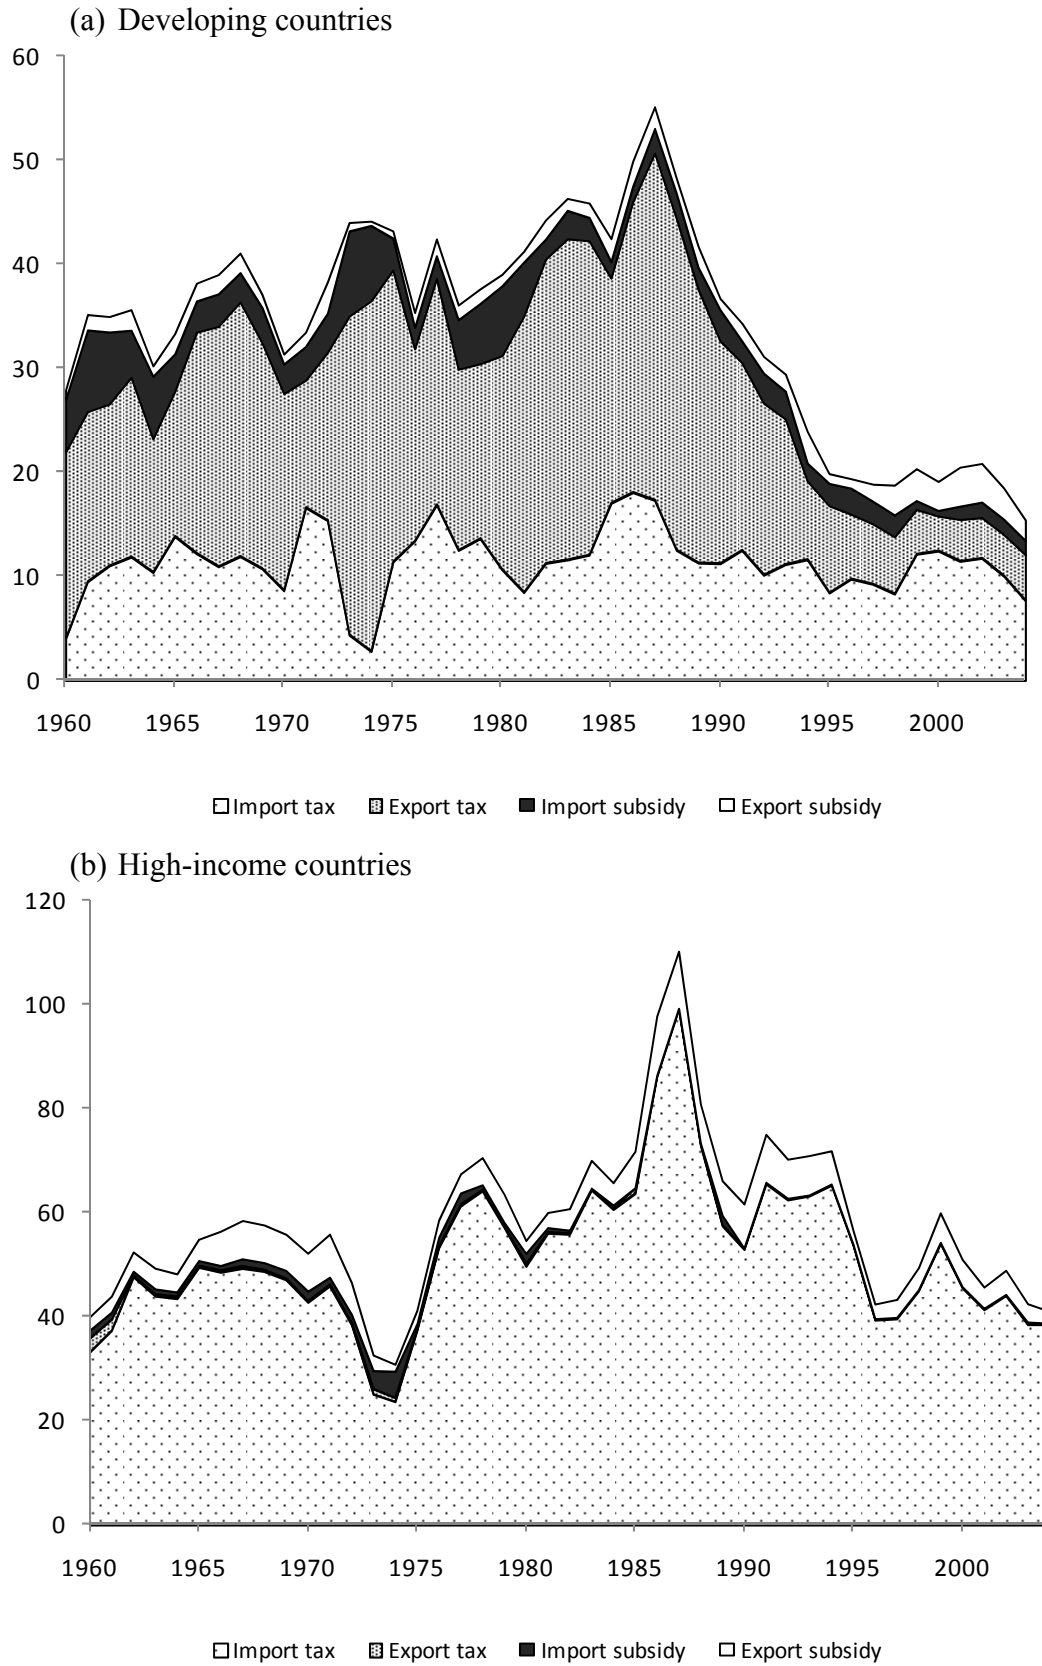 (a) Developing countries
60
50
40
30
20
10
0
1960 1965 1970 1975 1980 1985 1990 1995 2000
Import tax Export tax Import subsidy Export subsidy
(b) High-income countries
120
100
80
60
40
20
0
1960 1965 1970 1975 1980 1985 1990 1995 2000
Import tax Export tax Import subsidy Export subsidy